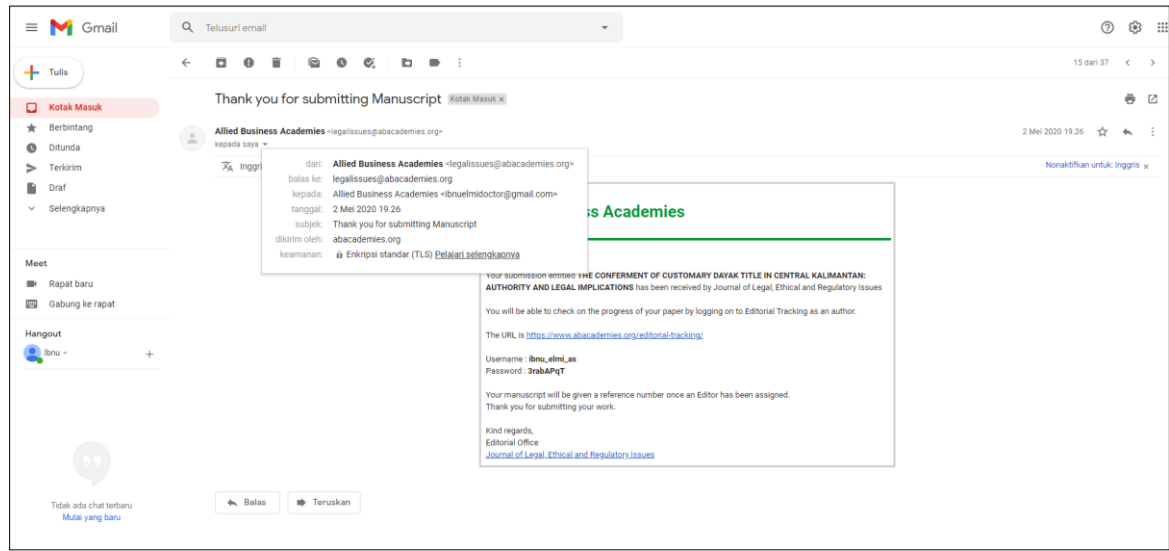 Gmail
Telusuri email
Tulis
15 dari 37
Kotak Masuk
Berbintang
Ditunda
Terkirim
Draf
Selengkapnya
Meet
Rapat baru
Gabung ke rapat
Hangout
Ibnu
Tidak ada chat terbaru
Mulai yang baru
Thank you for submitting Manuscript Kotak Masuk x
Allied Business Academies <legalissues@abacademies.org>
2 Mei 2020 19.26
kepada saya
Inggri
Nonaktifkan untuk: Inggris x
dari: Allied Business Academies <legalissues@abacademies.org>
balas ke: legalissues@abacademies.org
kepada: Allied Business Academies <ibnuelmidoctor@gmail.com>
tanggal: 2 Mei 2020 19.26
subjek: Thank you for submitting Manuscript
dikirim oleh: abacademies.org
keamanan: Enkripsi standar (TLS) Pelajari selengkapnya
ss Academies
Your submission entitled THE CONFERMENT OF CUSTOMARY DAYAK TITLE IN CENTRAL KALIMANTAN:
AUTHORITY AND LEGAL IMPLICATIONS has been received by Journal of Legal, Ethical and Regulatory Issues
You will be able to check on the progress of your paper by logging on to Editorial Tracking as an author.
The URL is https://www.abacademies.org/editorial-tracking/
Username : ibnu_elmi_as
Password : 3rabAPqT
Your manuscript will be given a reference number once an Editor has been assigned.
Thank you for submitting your work.
Kind regards,
Editorial Office
Journal of Legal, Ethical and Regulatory Issues
Balas
Teruskan